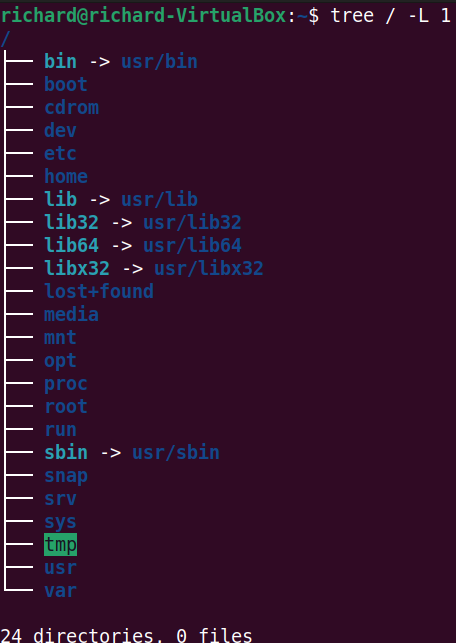 richard@richard-VirtualBox:~$ tree / -L 1
/
├── bin -> usr/bin
├── boot
├── cdrom
├── dev
├── etc
├── home
├── lib -> usr/lib
├── lib32 -> usr/lib32
├── lib64 -> usr/lib64
├── libx32 -> usr/libx32
├── lost+found
├── media
├── mnt
├── opt
├── proc
├── root
├── run
├── sbin -> usr/sbin
├── snap
├── srv
├── sys
├── tmp
├── usr
└── var
24 directories, 0 files